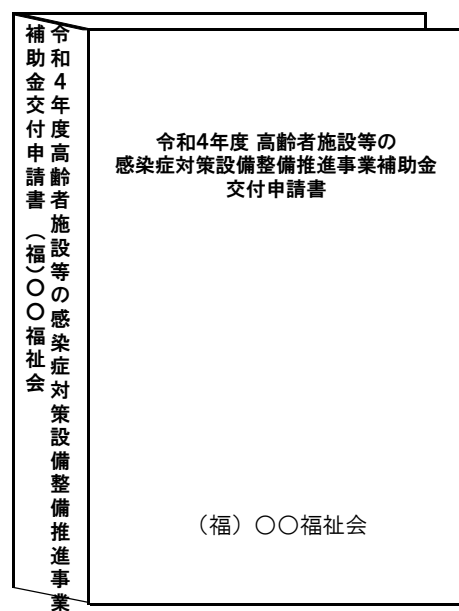 令和４年度高齢者施設等の感染症対策設備整備推進事業
補助金交付申請書　（福）〇〇福祉会
令和4年度 高齢者施設等の
感染症対策設備整備推進事業補助金
交付申請書
（福）〇〇福祉会